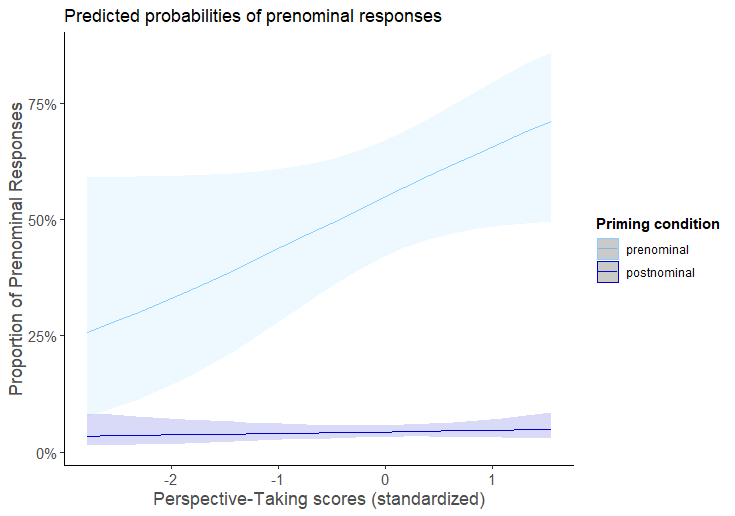 Predicted probabilities of prenominal responses
Proportion of Prenominal Responses
75%
50%
25%
0%
-2
-1
0
1
Perspective-Taking scores (standardized)
Priming condition
prenominal
postnominal